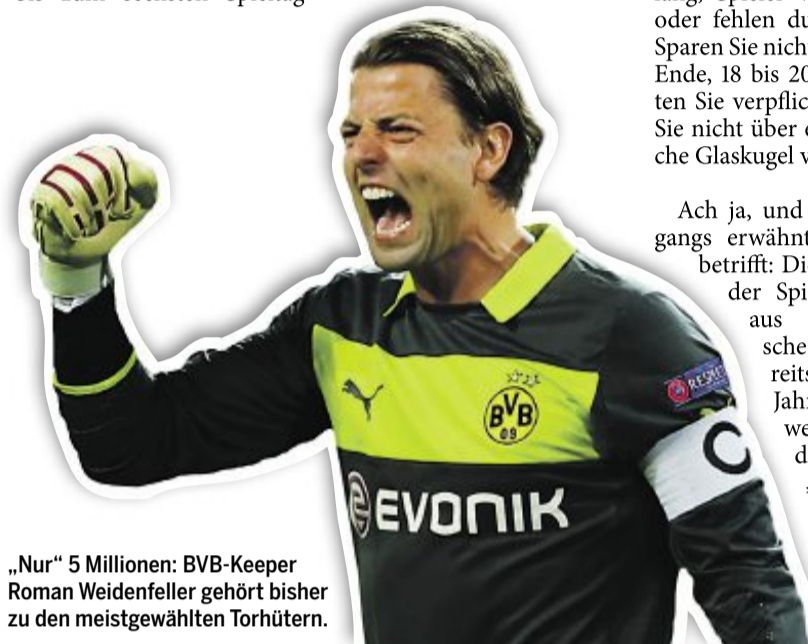 oder fehlen
Sparen Sie nich
Ende, 18 bis 20
ten Sie verpflic
Sie nicht über
che Glaskugel v
Ach ja, und
gangs erwähnt
betrifft: Di
der Spi
aus
sche
reits
Jah
we
d
RESPECT
BVB
09
C
EVONIK
„Nur“ 5 Millionen: BVB-Keeper
Roman Weidenfeller gehört bisher
zu den meistgewählten Torhütern.